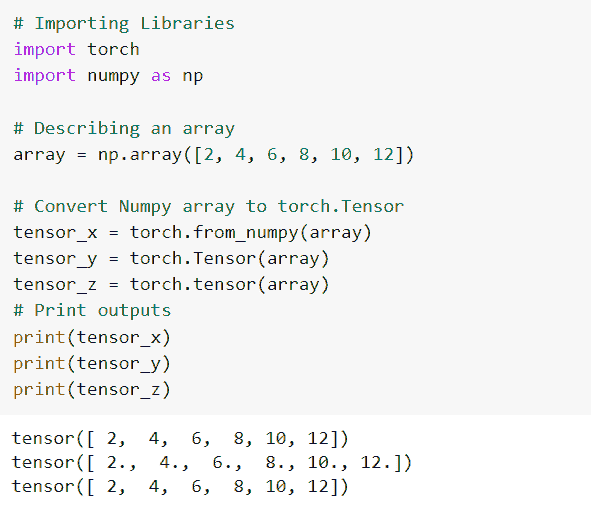 # Importing Libraries
import torch
import numpy as np
# Describing an array
array = np.array([2, 4, 6, 8, 10, 12])
# Convert Numpy array to torch.Tensor
tensor_x = torch.from_numpy(array)
tensor_y = torch.Tensor(array)
tensor_z = torch.tensor(array)
# Print outputs
print(tensor_x)
print(tensor_y)
print(tensor_z)
tensor([ 2,  4,  6,  8, 10, 12])
tensor([ 2.,  4.,  6.,  8., 10., 12.])
tensor([ 2,  4,  6,  8, 10, 12])